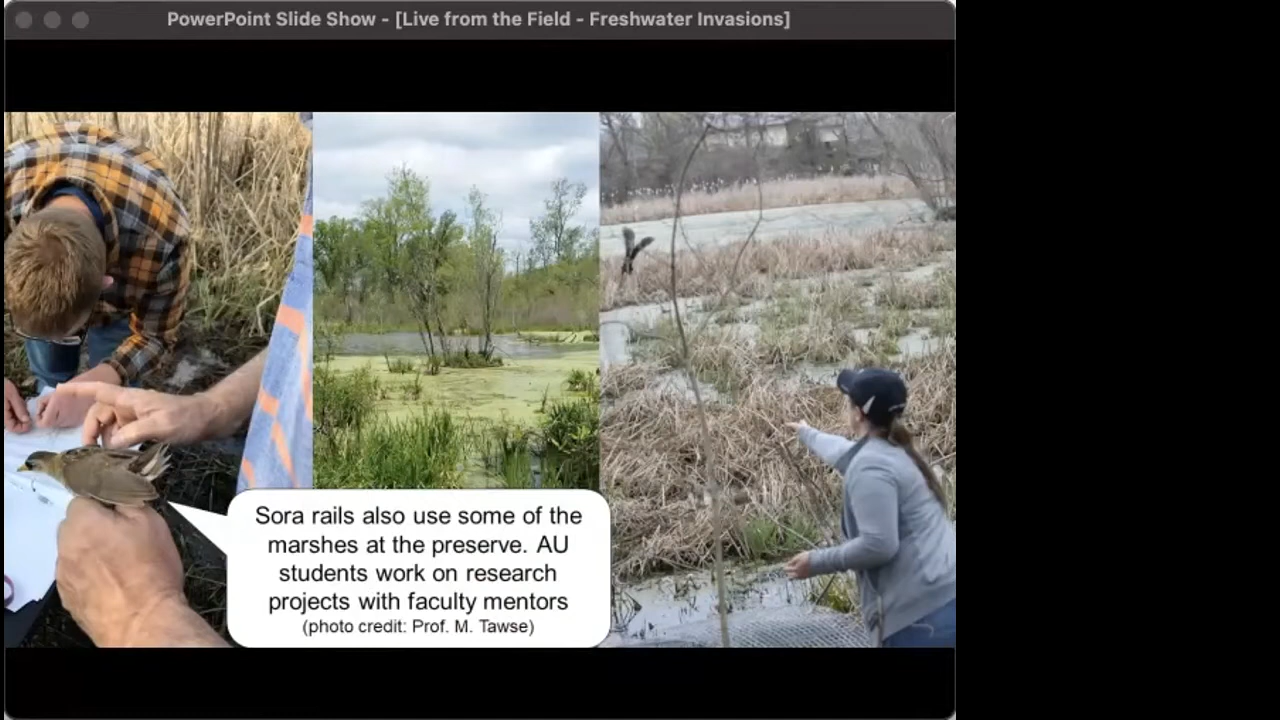 PowerPoint Slide Show - [Live from the Field - Freshwater Invasions]
Sora rails also use some of the
marshes at the preserve. AU
students work on research
projects with faculty mentors
(photo credit: Prof. M. Tawse)